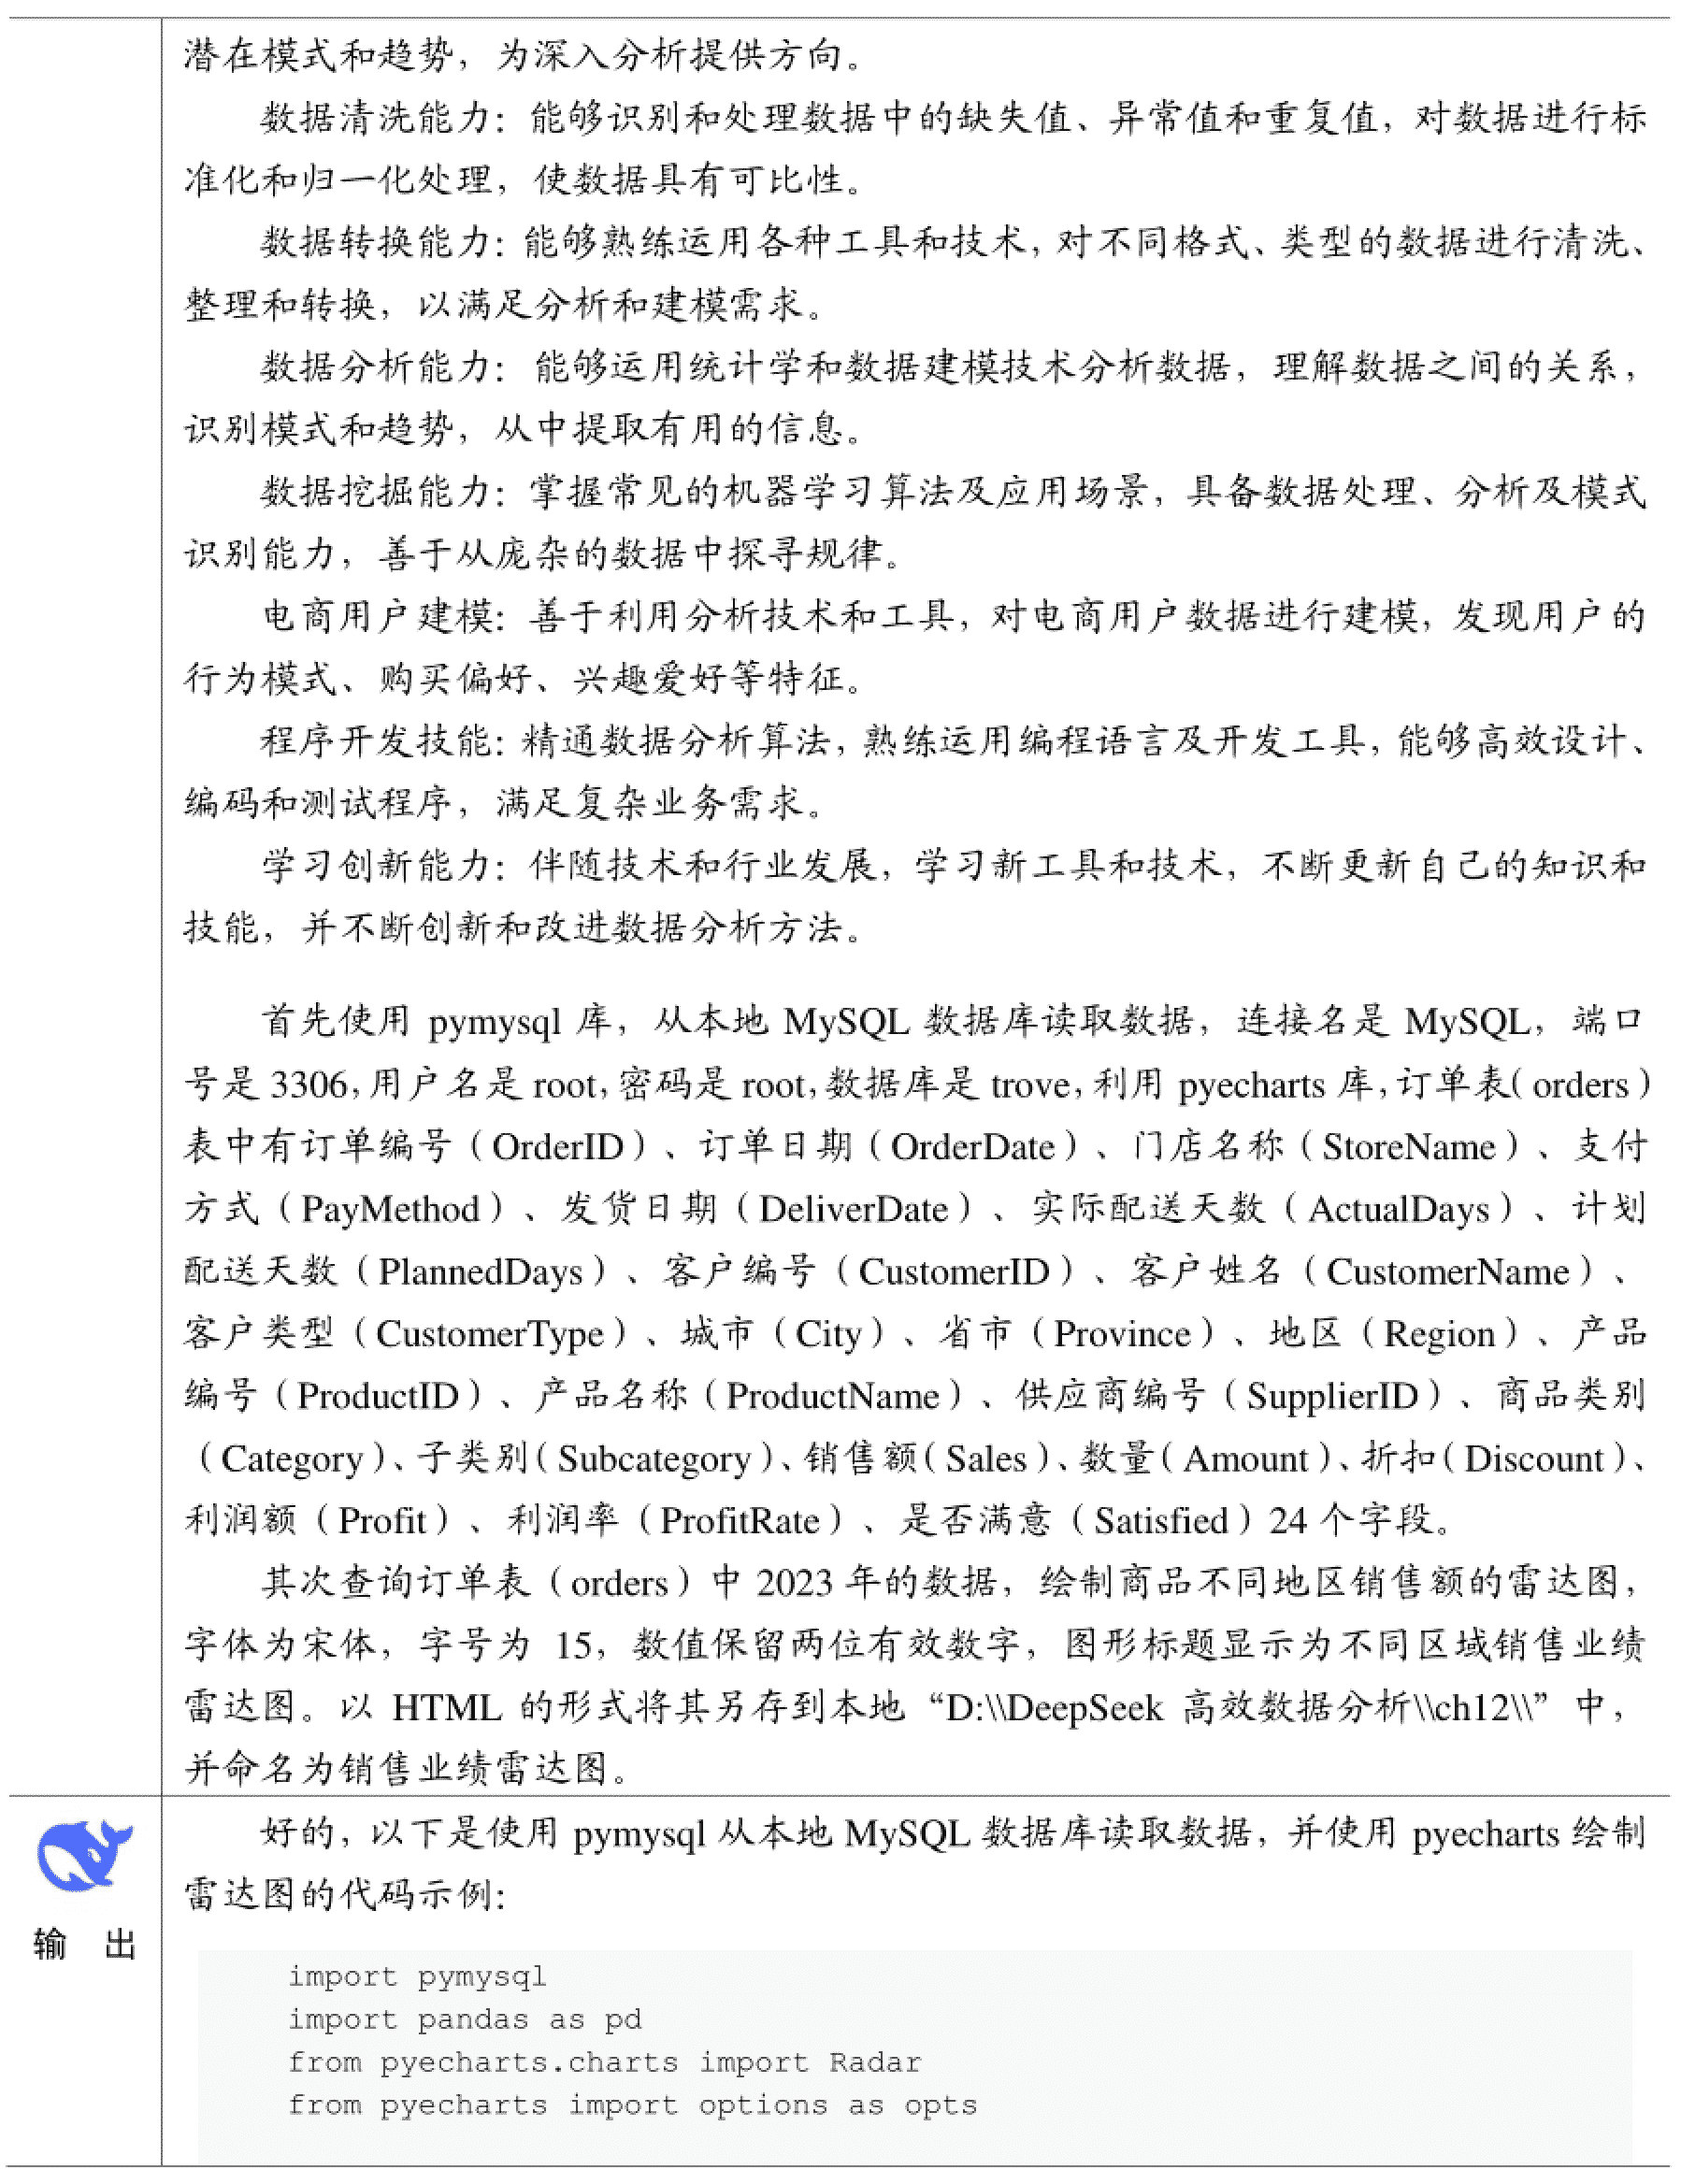 潜在模式和趋势，为深入分析提供方向。
数据清洗能力：能够识别和处理数据中的缺失值、异常值和重复值，对数据进行标
准化和归一化处理，使数据具有可比性。
数据转换能力：能够熟练运用各种工具和技术，对不同格式、类型的数据进行清洗、
整理和转换，以满足分析和建模需求。
数据分析能力：能够运用统计学和数据建模技术分析数据，理解数据之间的关系，
识别模式和趋势，从中提取有用的信息。
数据挖掘能力：掌握常见的机器学习算法及应用场景，具备数据处理、分析及模式
识别能力，善于从庞杂的数据中探寻规律。
电商用户建模：善于利用分析技术和工具，对电商用户数据进行建模，发现用户的
行为模式、购买偏好、兴趣爱好等特征。
程序开发技能：精通数据分析算法，熟练运用编程语言及开发工具，能够高效设计、
编码和测试程序，满足复杂业务需求。
学习创新能力：伴随技术和行业发展，学习新工具和技术，不断更新自己的知识和
技能，并不断创新和改进数据分析方法。
首先使用 pymysql 库，从本地 MySQL 数据库读取数据，连接名是 MySQL，端口
号是 3306，用户名是 root，密码是 root，数据库是 trove，利用 pyecharts 库，订单表（orders）
表中有订单编号（OrderID）、订单日期（OrderDate）、门店名称（StoreName）、支付
方式（PayMethod）、发货日期（DeliverDate）、实际配送天数（ActualDays）、计划
配送天数（PlannedDays）、客户编号（CustomerID）、客户姓名（CustomerName）、
客户类型（CustomerType）、城市（City）、省市（Province）、地区（Region）、产品
编号（ProductID）、产品名称（ProductName）、供应商编号（SupplierID）、商品类别
（Category）、子类别（Subcategory）、销售额（Sales）、数量（Amount）、折扣（Discount）、
利润额（Profit）、利润率（ProfitRate）、是否满意（Satisfied）24 个字段。
其次查询订单表（orders）中 2023 年的数据，绘制商品不同地区销售额的雷达图，
字体为宋体，字号为 15，数值保留两位有效数字，图形标题显示为不同区域销售业绩
雷达图。以 HTML 的形式将其另存到本地“D:\\DeepSeek 高效数据分析\\ch12\\”中，
并命名为销售业绩雷达图。
输 出
好的，以下是使用 pymysql 从本地 MySQL 数据库读取数据，并使用 pyecharts 绘制
雷达图的代码示例：
import pymysql
import pandas as pd
from pyecharts.charts import Radar
from pyecharts import options as opts